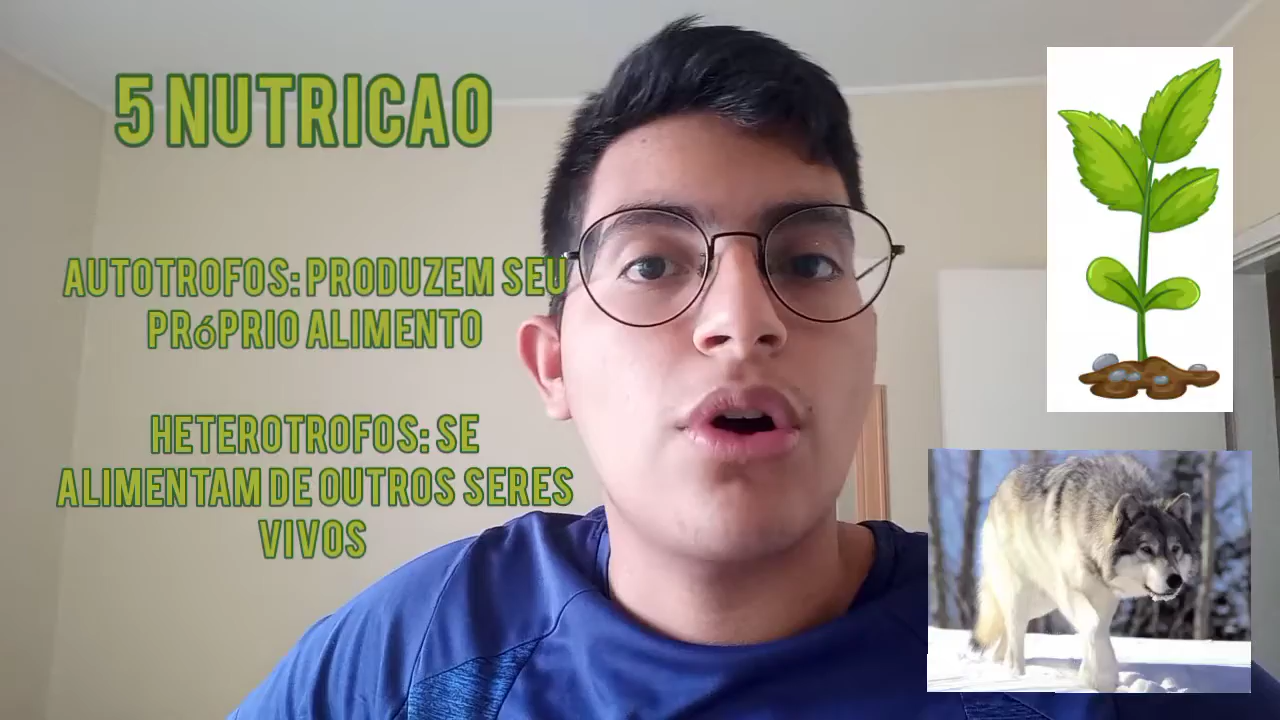 5 NUTRICAO
AUTOTROFOS: PRODUZEM SEU
PRóPRIO ALIMENTO
HETEROTROFOS: SE
ALIMENTAM DE OUTROS SERES
VIVOS